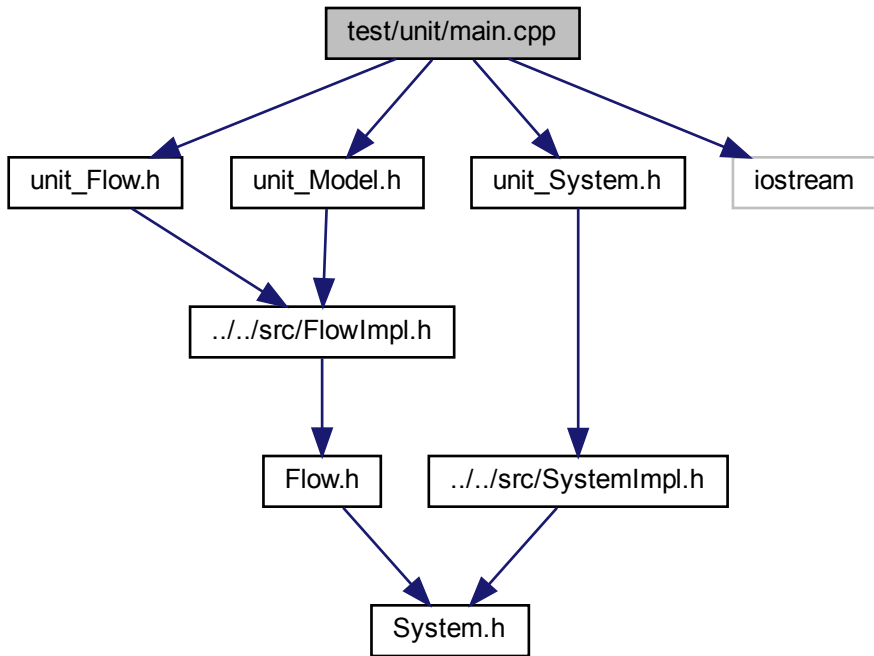 test/unit/main.cpp
unit_Flow.h
unit_Model.h
unit_System.h
iostream
../../src/FlowImpl.h
Flow.h
../../src/SystemImpl.h
System.h